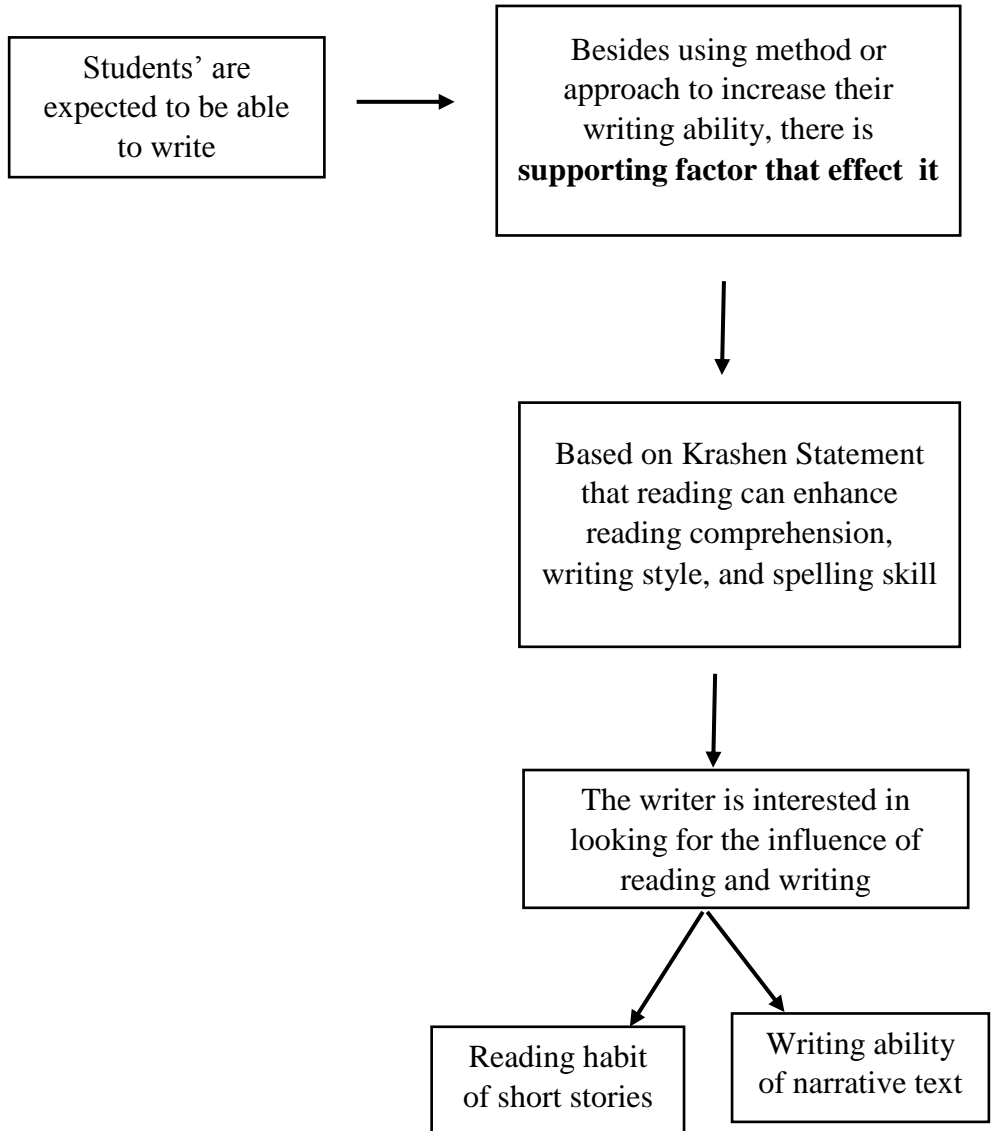 Students’ are
expected to be able
to write
Besides using method or
approach to increase their
writing ability, there is
supporting factor that effect it
Based on Krashen Statement
that reading can enhance
reading comprehension,
writing style, and spelling skill
The writer is interested in
looking for the influence of
reading and writing
Reading habit
of short stories
Writing ability
of narrative text